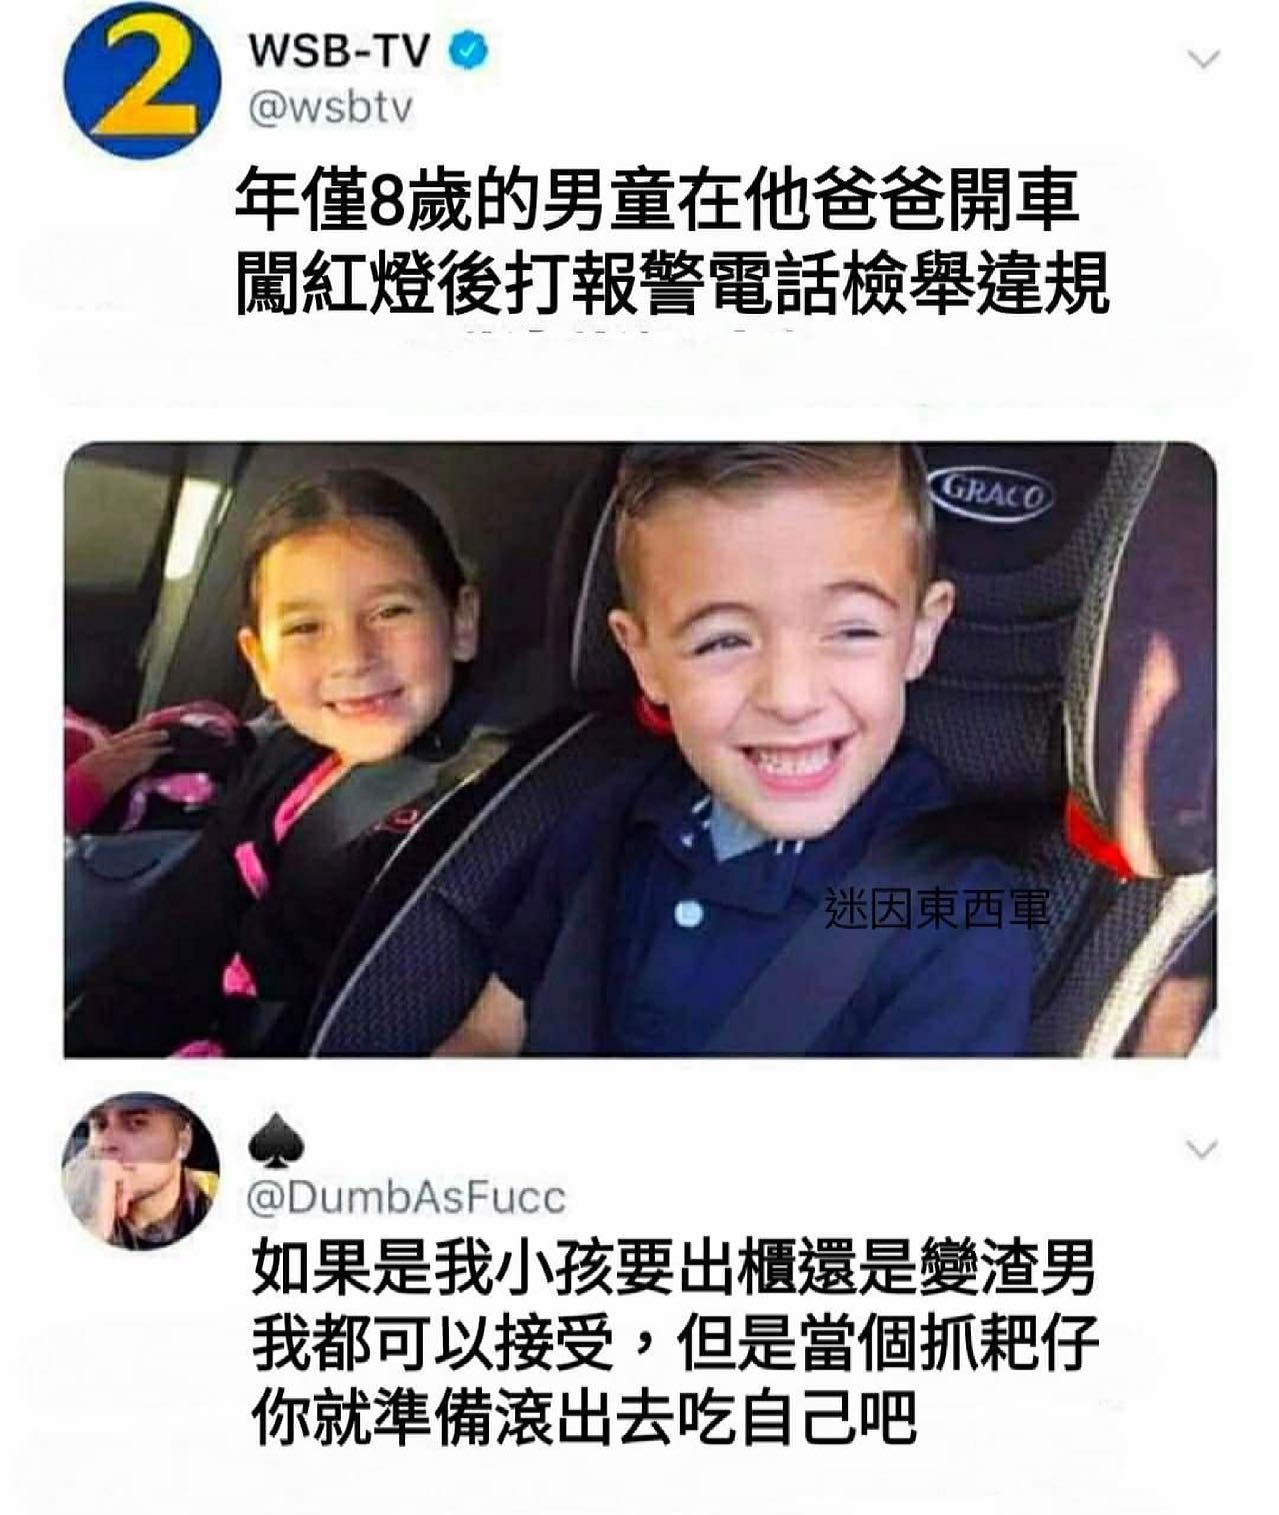 2
WSB-TV
@wsbtv
年僅8歲的男童在他爸爸開車
闖紅燈後打報警電話檢舉違規
GRACO
迷因東西軍
@DumbAsFucc
如果是我小孩要出櫃還是變渣男
我都可以接受，但是當個抓耙仔
你就準備滾出去吃自己吧